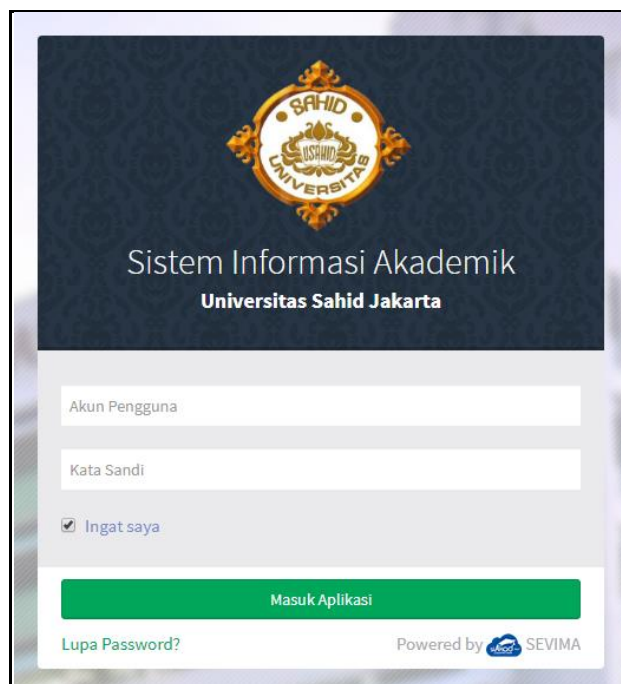 SAHID
USAHID
UNIVERSITAS
Sistem Informasi Akademik
Universitas Sahid Jakarta
Akun Pengguna
Kata Sandi
Ingat saya
Masuk Aplikasi
Lupa Password?
Powered by SEVIMA